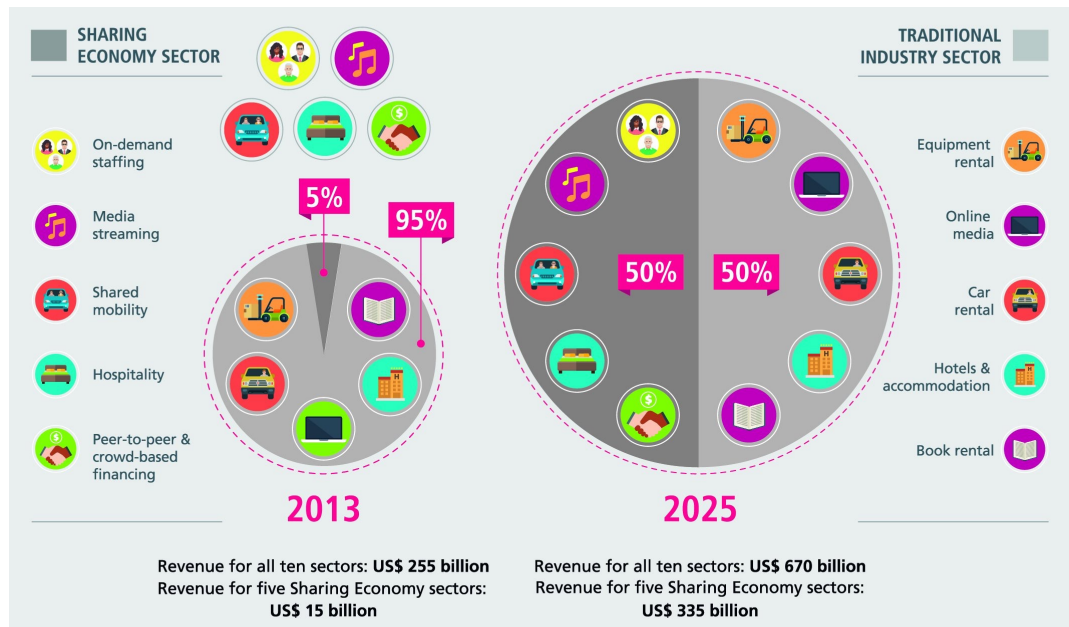 SHARING
ECONOMY SECTOR
On-demand
staffing
Media
streaming
Shared
mobility
Hospitality
Peer-to-peer &
crowd-based
financing
$
5%
95%
H
2013
50%
50%
H
$
2025
TRADITIONAL
INDUSTRY SECTOR
Equipment
rental
Online
media
Car
rental
Hotels &
accommodation
H
Book rental
$
Revenue for all ten sectors: US$ 255 billion
Revenue for five Sharing Economy sectors:
US$ 15 billion
Revenue for all ten sectors: US$ 670 billion
Revenue for five Sharing Economy sectors:
US$ 335 billion